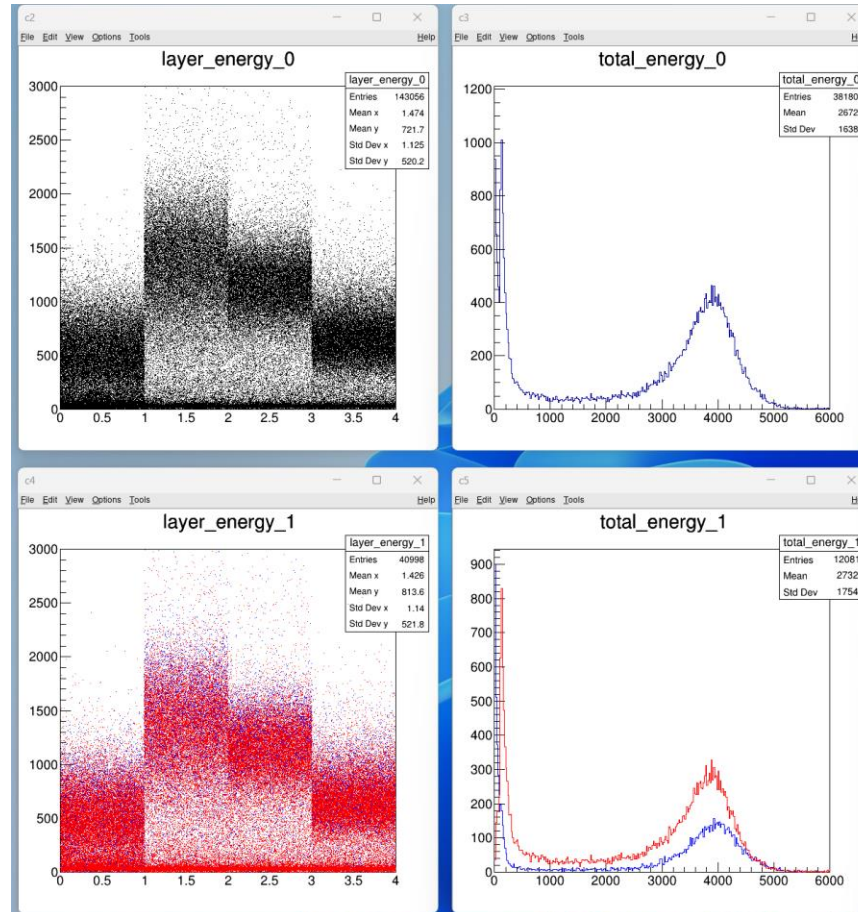 c2
File Edit View Options Tools Help
layer_energy_0
layer_energy_0
Entries 143056
Mean x 1.474
Mean y 721.7
Std Dev x 1.125
Std Dev y 520.2
3000
2500
2000
1500
1000
500
0
0 0.5 1 1.5 2 2.5 3 3.5 4
c3
File Edit View Options Tools He
total_energy_0
total_energy_0
Entries 38180
Mean 2672
Std Dev 1638
1200
1000
800
600
400
200
0
0 1000 2000 3000 4000 5000 6000
c4
File Edit View Options Tools Help
layer_energy_1
layer_energy_1
Entries 40998
Mean x 1.426
Mean y 813.6
Std Dev x 1.14
Std Dev y 521.8
3000
2500
2000
1500
1000
500
0
0 0.5 1 1.5 2 2.5 3 3.5 4
c5
File Edit View Options Tools H
total_energy_1
total_energy_1
Entries 12081
Mean 2732
Std Dev 1754
900
800
700
600
500
400
300
200
100
0
0 1000 2000 3000 4000 5000 6000